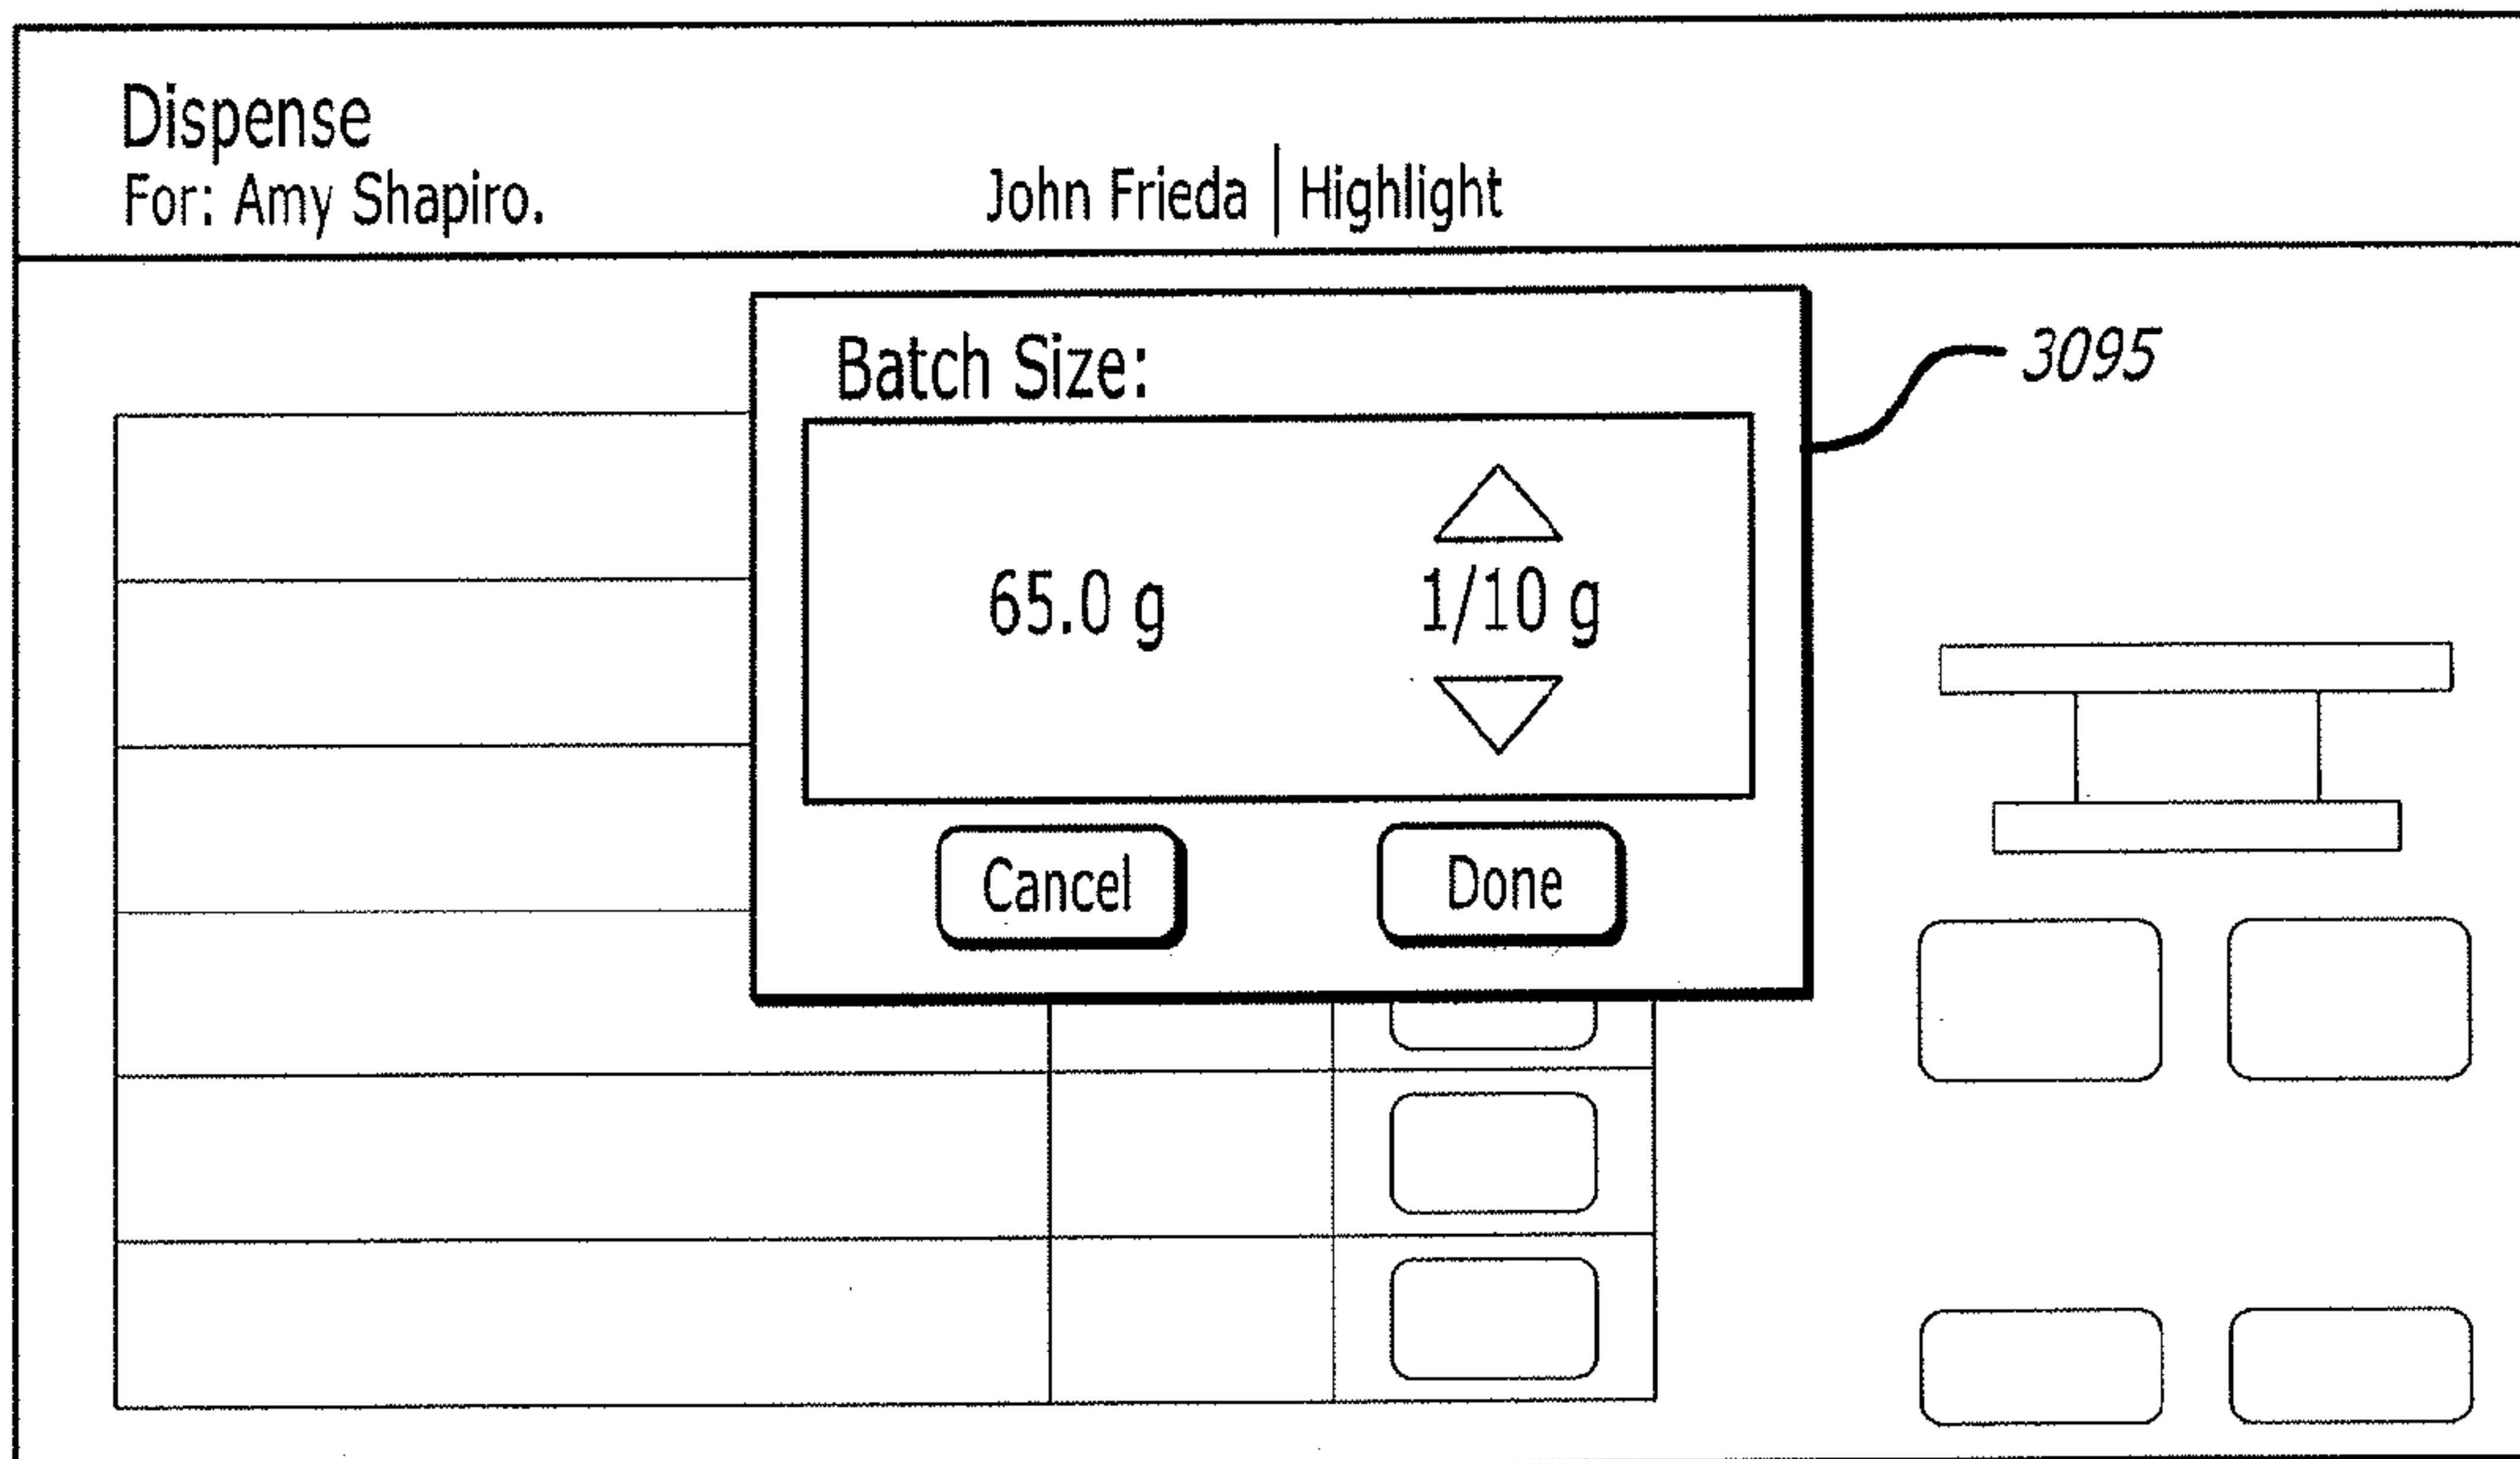 Dispense
For: Amy Shapiro.
John Frieda | Highlight
Batch Size:
3095
65.0 g
1/10 g
Cancel
Done